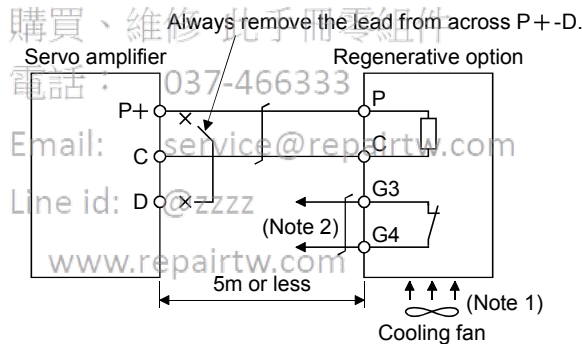 購買、維修 此手冊零組件
Always remove the lead from across P+-D.
Servo amplifier
Regenerative option
電話： 037-466333
P+
P
C
C
Email: service@repairtw.com
D
G3
Line id: @zzzz
(Note 2)
G4
www.repairtw.com
5m or less
(Note 1)
Cooling fan